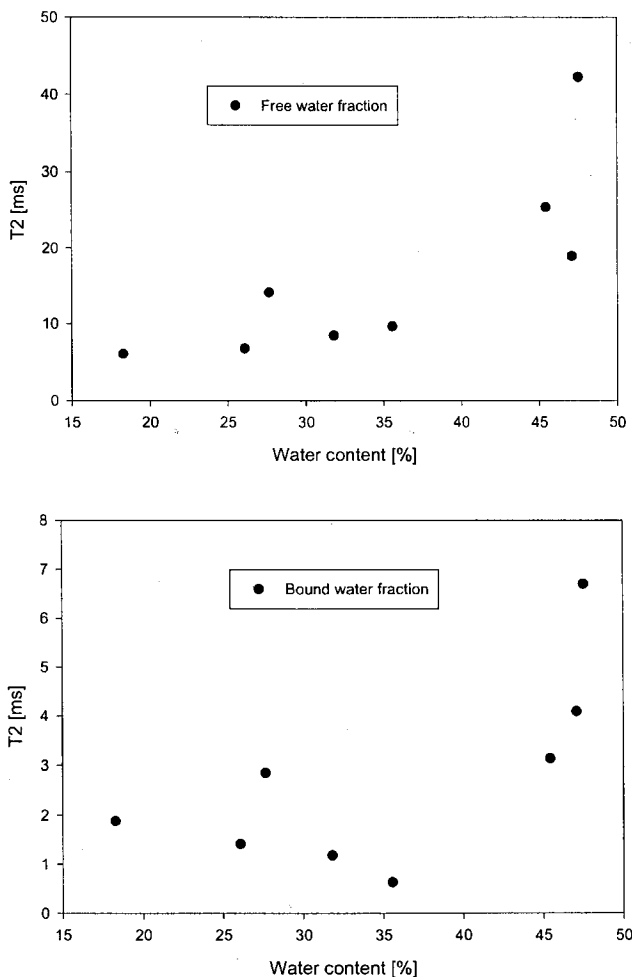 50
40
30
20
10
0
T2 [ms]
Free water fraction
15 20 25 30 35 40 45 50
Water content [%]
8
7
6
5
4
3
2
1
0
T2 [ms]
Bound water fraction
15 20 25 30 35 40 45 50
Water content [%]